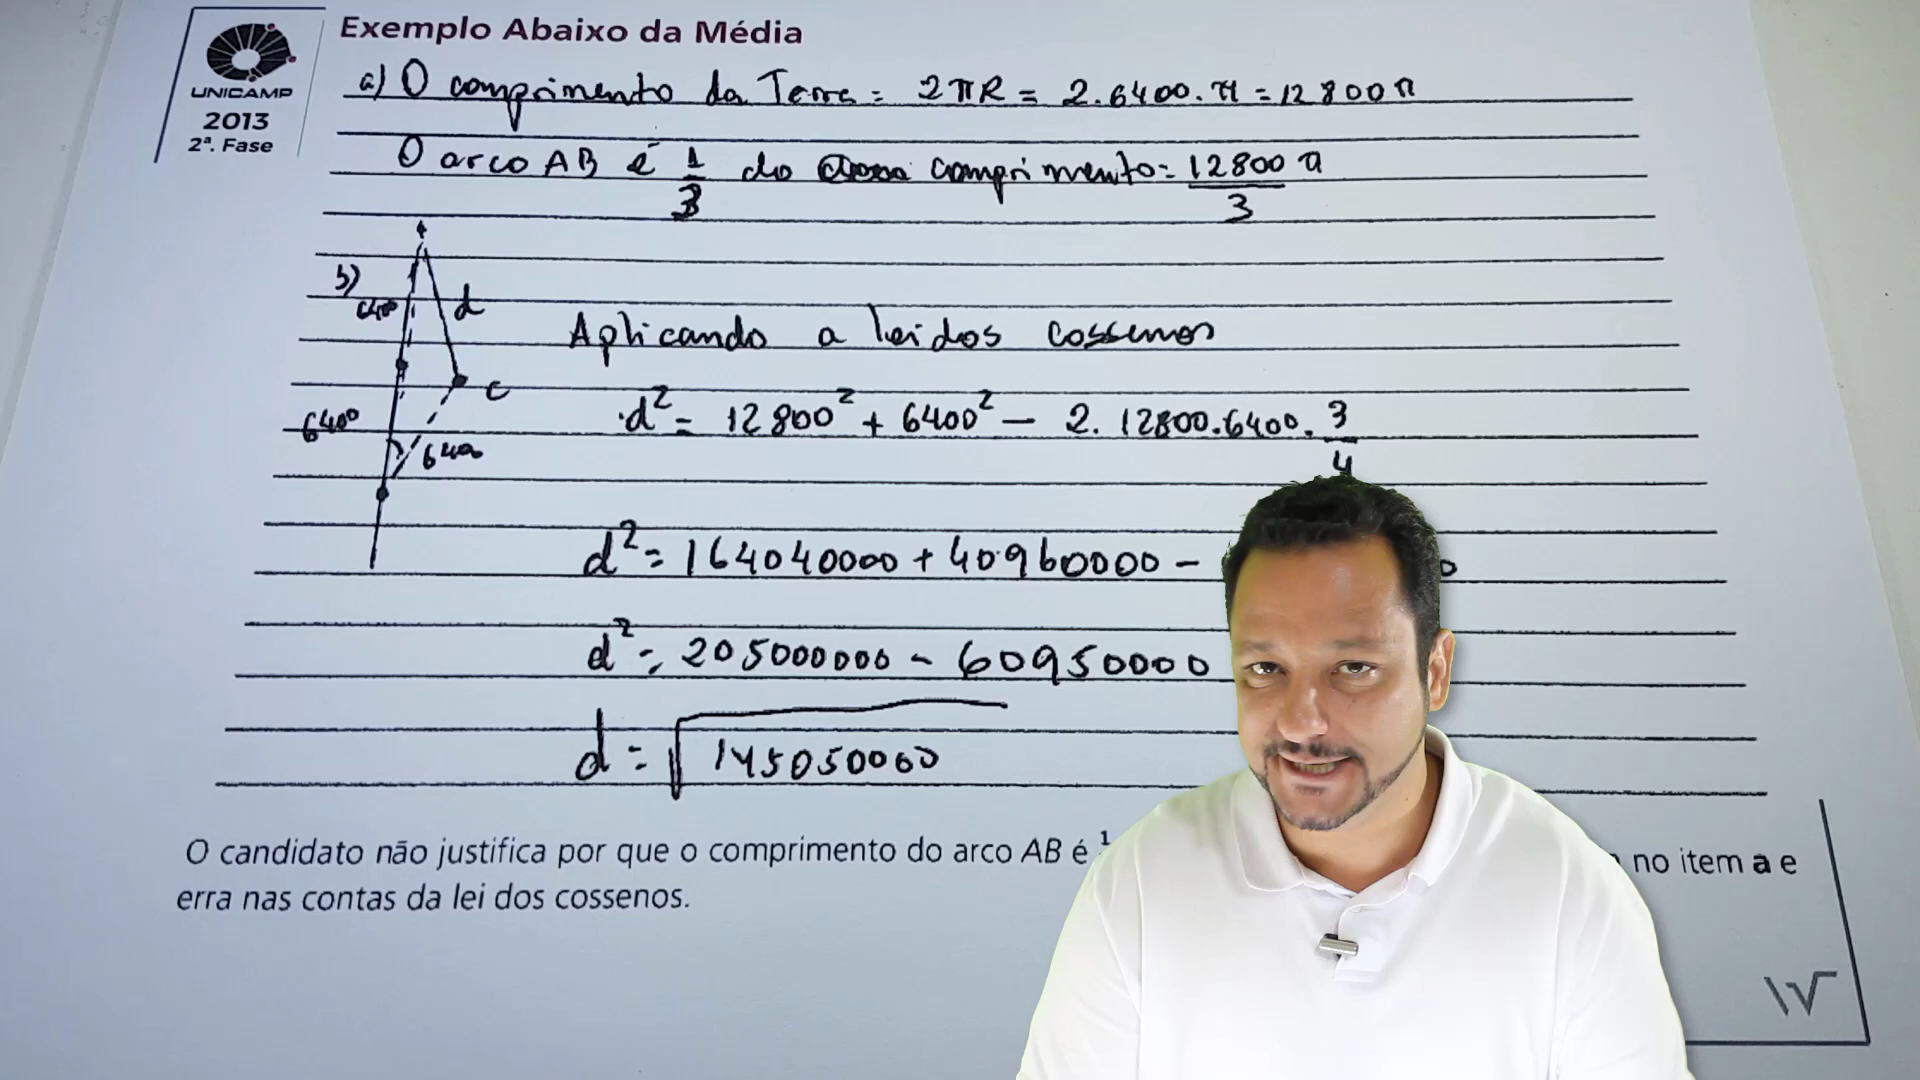 UNICAMP
2013
2ª. Fase
Exemplo Abaixo da Média
a) O comprimento da Terra = 2πR = 2.6400.π = 12800π
O arco AB é 1/3 do comprimento = 12800π/3
b)
6400
d
Aplicando a lei dos cossenos
C
d² = 12800² + 6400² - 2.12800.6400.3/4
6400
6400
d² = 164040000 + 40960000 -
0
d² = 205000000 - 60950000
d = √145050000
O candidato não justifica por que o comprimento do arco AB é 1
no item a e
erra nas contas da lei dos cossenos.